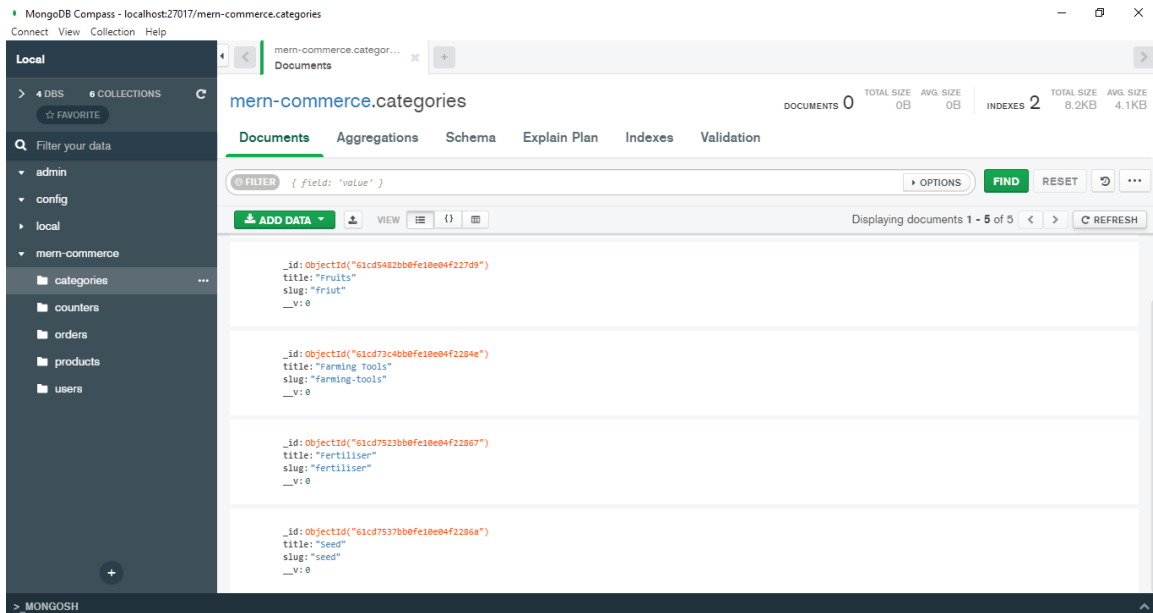 MongoDB Compass - localhost:27017/mern-commerce.categories
Connect View Collection Help
Local
4 DBS 6 COLLECTIONS
☆ FAVORITE
Filter your data
admin
config
local
mern-commerce
categories
counters
orders
products
users
>_MONGOSH
mern-commerce.categor...
Documents
mern-commerce.categories
DOCUMENTS 0 TOTAL SIZE 0B AVG. SIZE 0B INDEXES 2 TOTAL SIZE 8.2KB AVG. SIZE 4.1KB
Documents Aggregations Schema Explain Plan Indexes Validation
FILTER { field: 'value' } OPTIONS FIND RESET ...
ADD DATA VIEW {} Displaying documents 1 - 5 of 5 < > REFRESH
_id: ObjectId("61cd5482bb0fe10e04f227d9")
title: "Fruits"
slug: "friut"
__v: 0
_id: ObjectId("61cd73c4bb0fe10e04f2284e")
title: "Farming Tools"
slug: "farming-tools"
__v: 0
_id: ObjectId("61cd7523bb0fe10e04f22867")
title: "Fertiliser"
slug: "fertiliser"
__v: 0
_id: ObjectId("61cd7537bb0fe10e04f2286a")
title: "Seed"
slug: "seed"
__v: 0